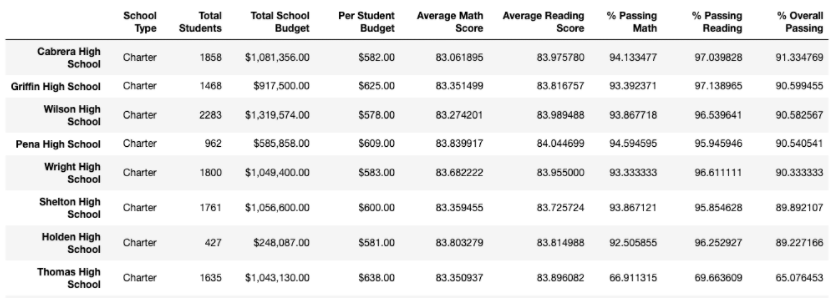 School Type Total Students Total School Budget Per Student Budget Average Math Score Average Reading Score % Passing Math % Passing Reading % Overall Passing
Cabrera High School Charter 1858 $1,081,356.00 $582.00 83.061895 83.975780 94.133477 97.039828 91.334769
Griffin High School Charter 1468 $917,500.00 $625.00 83.351499 83.816757 93.392371 97.138965 90.599455
Wilson High School Charter 2283 $1,319,574.00 $578.00 83.274201 83.989488 93.867718 96.539641 90.582567
Pena High School Charter 962 $585,858.00 $609.00 83.839917 84.044699 94.594595 95.945946 90.540541
Wright High School Charter 1800 $1,049,400.00 $583.00 83.682222 83.955000 93.333333 96.611111 90.333333
Shelton High School Charter 1761 $1,056,600.00 $600.00 83.359455 83.725724 93.867121 95.854628 89.892107
Holden High School Charter 427 $248,087.00 $581.00 83.803279 83.814988 92.505855 96.252927 89.227166
Thomas High School Charter 1635 $1,043,130.00 $638.00 83.350937 83.896082 66.911315 69.663609 65.076453